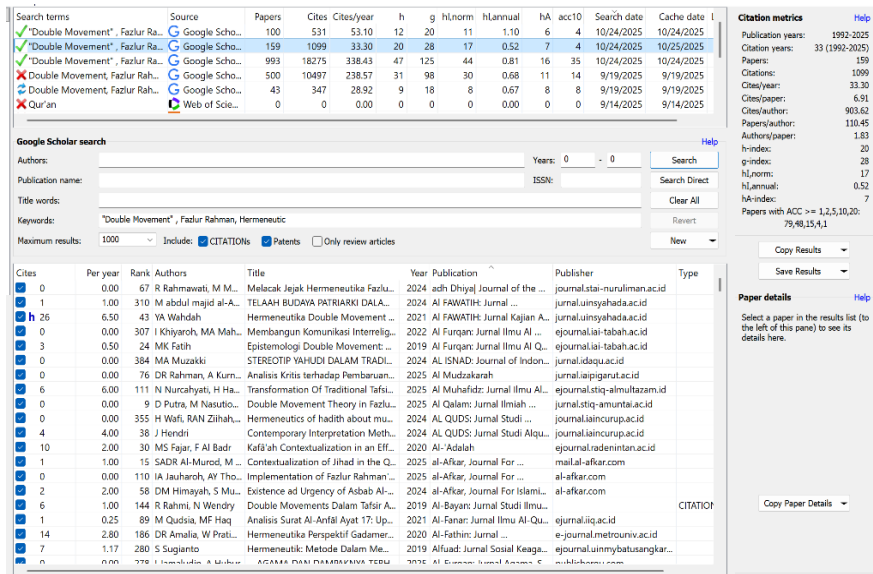 Search terms Source Papers Cites Cites/year h g hI,norm hI,annual hA acc10 Search date Cache date
"Double Movement" , Fazlur Ra... Google Scho... 100 531 53.10 12 20 11 1.10 6 4 10/24/2025 10/24/2025
"Double Movement" , Fazlur Ra... Google Scho... 159 1099 33.30 20 28 17 0.52 7 4 10/24/2025 10/25/2025
"Double Movement" , Fazlur Ra... Google Scho... 993 18275 338.43 47 125 44 0.81 16 35 10/24/2025 10/24/2025
Double Movement, Fazlur Rah... Google Scho... 500 10497 238.57 31 98 30 0.68 11 14 9/19/2025 9/19/2025
Double Movement, Fazlur Rah... Google Scho... 43 347 28.92 9 18 8 0.67 8 8 9/19/2025 9/19/2025
Qur'an Web of Scie... 0 0 0.00 0 0 0 0.00 0 0 9/14/2025 9/14/2025
Google Scholar search Help
Authors: Years: 0 - 0 Search
Publication name: ISSN: Search Direct
Title words: Clear All
Keywords: "Double Movement" , Fazlur Rahman, Hermeneutic Revert
Maximum results: 1000 Include: CITATIONs Patents Only review articles New
Cites Per year Rank Authors Title Year Publication Publisher Type
0 0.00 67 R Rahmawati, M M... Melacak Jejak Hermeneutika Fazlu... 2024 adh Dhiya| Journal of the ... journal.stai-nuruliman.ac.id
1 1.00 310 M abdul majid al-A... TELAAH BUDAYA PATRIARKI DALA... 2024 Al FAWATIH: Jurnal ... jurnal.uinsyahada.ac.id
h 26 6.50 43 YA Wahdah Hermeneutika Double Movement ... 2021 Al FAWATIH: Jurnal Kajian A... jurnal.uinsyahada.ac.id
0 0.00 307 I Khiyaroh, MA Mah... Membangun Komunikasi Interrelig... 2022 Al Furqan: Jurnal Ilmu Al ... ejournal.iai-tabah.ac.id
3 0.50 24 MK Fatih Epistemologi Double Movement: ... 2019 Al Furqan: Jurnal Ilmu Al Q... ejournal.iai-tabah.ac.id
0 0.00 384 MA Muzakki STEREOTIP YAHUDI DALAM TRADI... 2024 AL ISNAD: Journal of Indon... jurnal.idaqu.ac.id
0 0.00 76 DR Rahman, A Kurn... Analisis Kritis terhadap Pembaruan... 2025 Al Mudzakarah jurnal.iaipigarut.ac.id
6 6.00 111 N Nurcahyati, H Ha... Transformation Of Traditional Tafsi... 2025 Al Muhafidz: Jurnal Ilmu Al... ejournal.stiq-almultazam.id
0 0.00 9 D Putra, M Nasutio... Double Movement Theory in Fazlu... 2025 Al Qalam: Jurnal Ilmiah ... jurnal.stiq-amuntai.ac.id
0 0.00 355 H Wafi, RAN Ziihah,... Hermeneutics of hadith about mu... 2024 AL QUDS: Jurnal Studi ... journal.iaincurup.ac.id
4 4.00 38 J Hendri Contemporary Interpretation Meth... 2024 AL QUDS: Jurnal Studi Alqu... journal.iaincurup.ac.id
10 2.00 30 MS Fajar, F Al Badr Kafâ'ah Contextualization in an Eff... 2020 Al-'Adalah ejournal.radenintan.ac.id
1 1.00 15 SADR Al-Murod, M ... Contextualization of Jihad in the Q... 2025 al-Afkar, Journal For ... mail.al-afkar.com
0 0.00 110 IA Jauharoh, AY Tho... Implementation of Fazlur Rahman'... 2025 al-Afkar, Journal For ... al-afkar.com
2 2.00 58 DM Himayah, S Mu... Existence ad Urgency of Asbab Al-... 2024 al-Afkar, Journal For Islami... al-afkar.com
6 1.00 144 R Rahmi, N Wendry Double Movements Dalam Tafsir A... 2019 Al-Bayan: Jurnal Studi Ilmu... CITATION
1 0.25 89 M Qudsia, MF Haq Analisis Surat Al-Anfâl Ayat 17: Up... 2021 Al-Fanar: Jurnal Ilmu Al-Qu... ejurnal.iiq.ac.id
14 2.80 186 DR Amalia, W Prati... Hermeneutika Perspektif Gadamer... 2020 Al-Fathin: Jurnal ... e-journal.metrouniv.ac.id
7 1.17 280 S Sugianto Hermeneutik: Metode Dalam Me... 2019 Alfuad: Jurnal Sosial Keaga... ejournal.uinmybatusangkar...
Citation metrics Help
Publication years: 1992-2025
Citation years: 33 (1992-2025)
Papers: 159
Citations: 1099
Cites/year: 33.30
Cites/paper: 6.91
Cites/author: 903.62
Papers/author: 110.45
Authors/paper: 1.83
h-index: 20
g-index: 28
hI,norm: 17
hI,annual: 0.52
hA-index: 7
Papers with ACC >= 1,2,5,10,20:
79,48,15,4,1
Copy Results
Save Results
Paper details Help
Select a paper in the results list (to
the left of this pane) to see its
details here.
Copy Paper Details